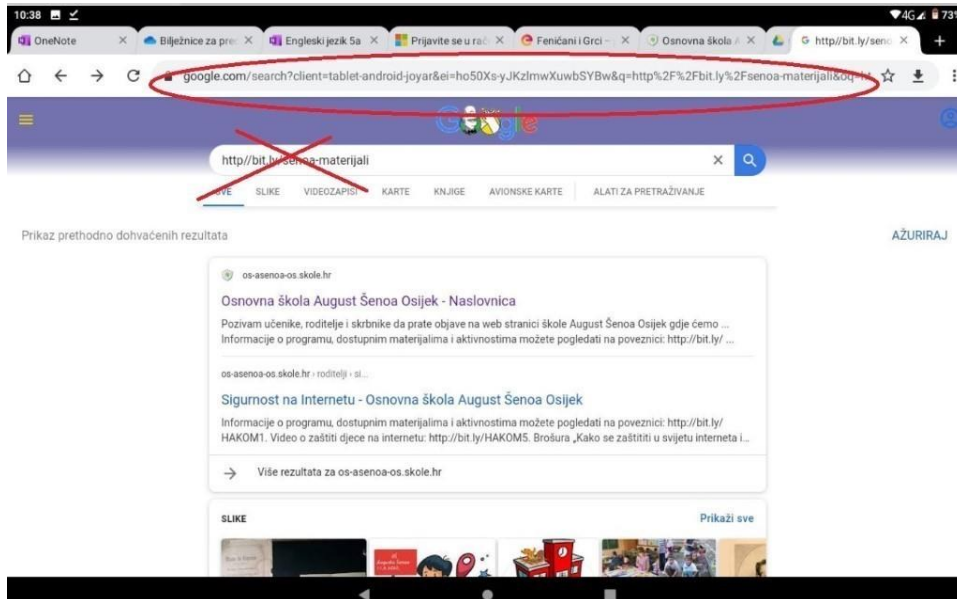 10:38 4G 73%
OneNote Bilježnice za pre Engleski jezik 5a Prijavite se u rač Feničani i Grci – Osnovna škola http//bit.ly/seno
google.com/search?client=tablet-android-joyar&ei=ho50Xs-yJKzlmwXuwbSYBw&q=http%2F%2Fbit.ly%2Fsenoa-materijali&oq=ht
Google
http//bit.ly/senoa-materijali
SVE SLIKE VIDEOZAPISI KARTE KNJIGE AVIONSKE KARTE ALATI ZA PRETRAŽIVANJE
Prikaz prethodno dohvaćenih rezultata AŽURIRAJ
os-asenoa-os.skole.hr
Osnovna škola August Šenoa Osijek - Naslovnica
Pozivam učenike, roditelje i skrbnike da prate objave na web stranici škole August Šenoa Osijek gdje ćemo ...
Informacije o programu, dostupnim materijalima i aktivnostima možete pogledati na poveznici: http://bit.ly/ ...
os-asenoa-os.skole.hr › roditelji › si...
Sigurnost na Internetu - Osnovna škola August Šenoa Osijek
Informacije o programu, dostupnim materijalima i aktivnostima možete pogledati na poveznici: http://bit.ly/
HAKOM1. Video o zaštiti djece na internetu: http://bit.ly/HAKOM5. Brošura „Kako se zaštititi u svijetu interneta i...
Više rezultata za os-asenoa-os.skole.hr
SLIKE Prikaži sve